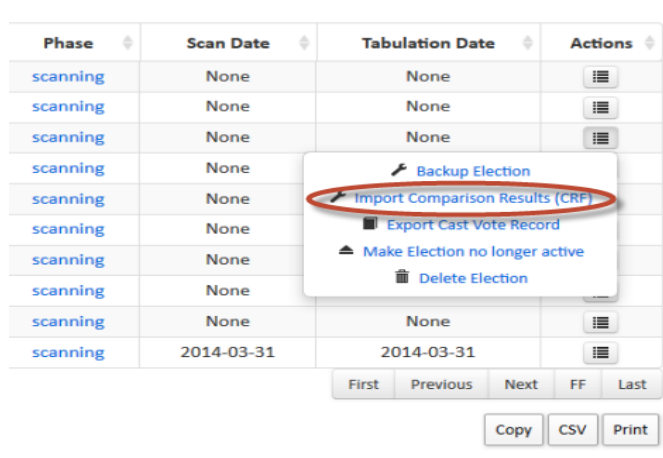 Phase Scan Date Tabulation Date Actions
scanning None None
scanning None None
scanning None None
scanning None Backup Election
scanning None Import Comparison Results (CRF)
scanning None Export Cast Vote Record
scanning None Make Election no longer active
scanning None Delete Election
scanning None None
scanning 2014-03-31 2014-03-31
First Previous Next FF Last
Copy CSV Print